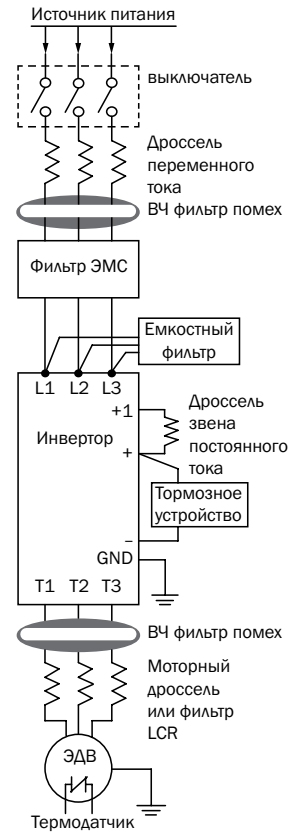 Источник питания
выключатель
Дроссель
переменного
тока
ВЧ фильтр помех
Фильтр ЭМС
Емкостный
фильтр
L1 L2 L3
+1
Дроссель
звена
постоянного
тока
Инвертор
+
Тормозное
устройство
–
GND
T1 T2 T3
ВЧ фильтр помех
Моторный
дроссель
или фильтр
LCR
ЭДВ
Термодатчик